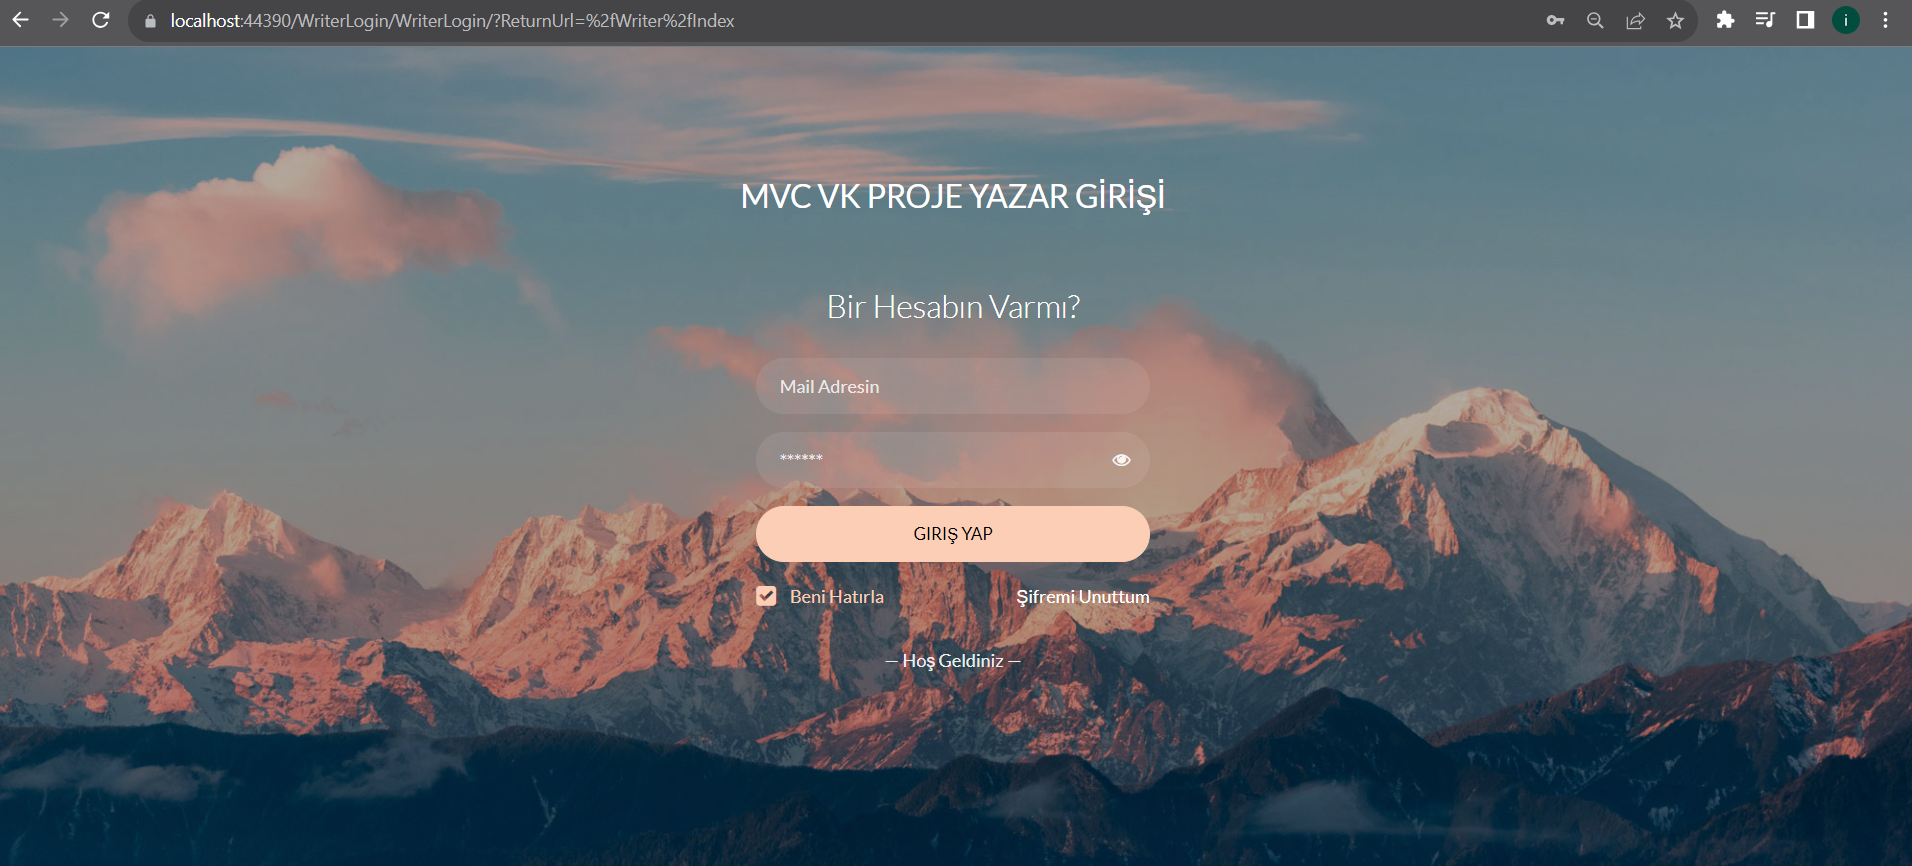 localhost:44390/WriterLogin/WriterLogin/?ReturnUrl=%2fWriter%2fIndex
i
MVC VK PROJE YAZAR GİRİŞİ
Bir Hesabın Varmı?
Mail Adresin
******
GIRIŞ YAP
Beni Hatırla
Şifremi Unuttum
— Hoş Geldiniz —